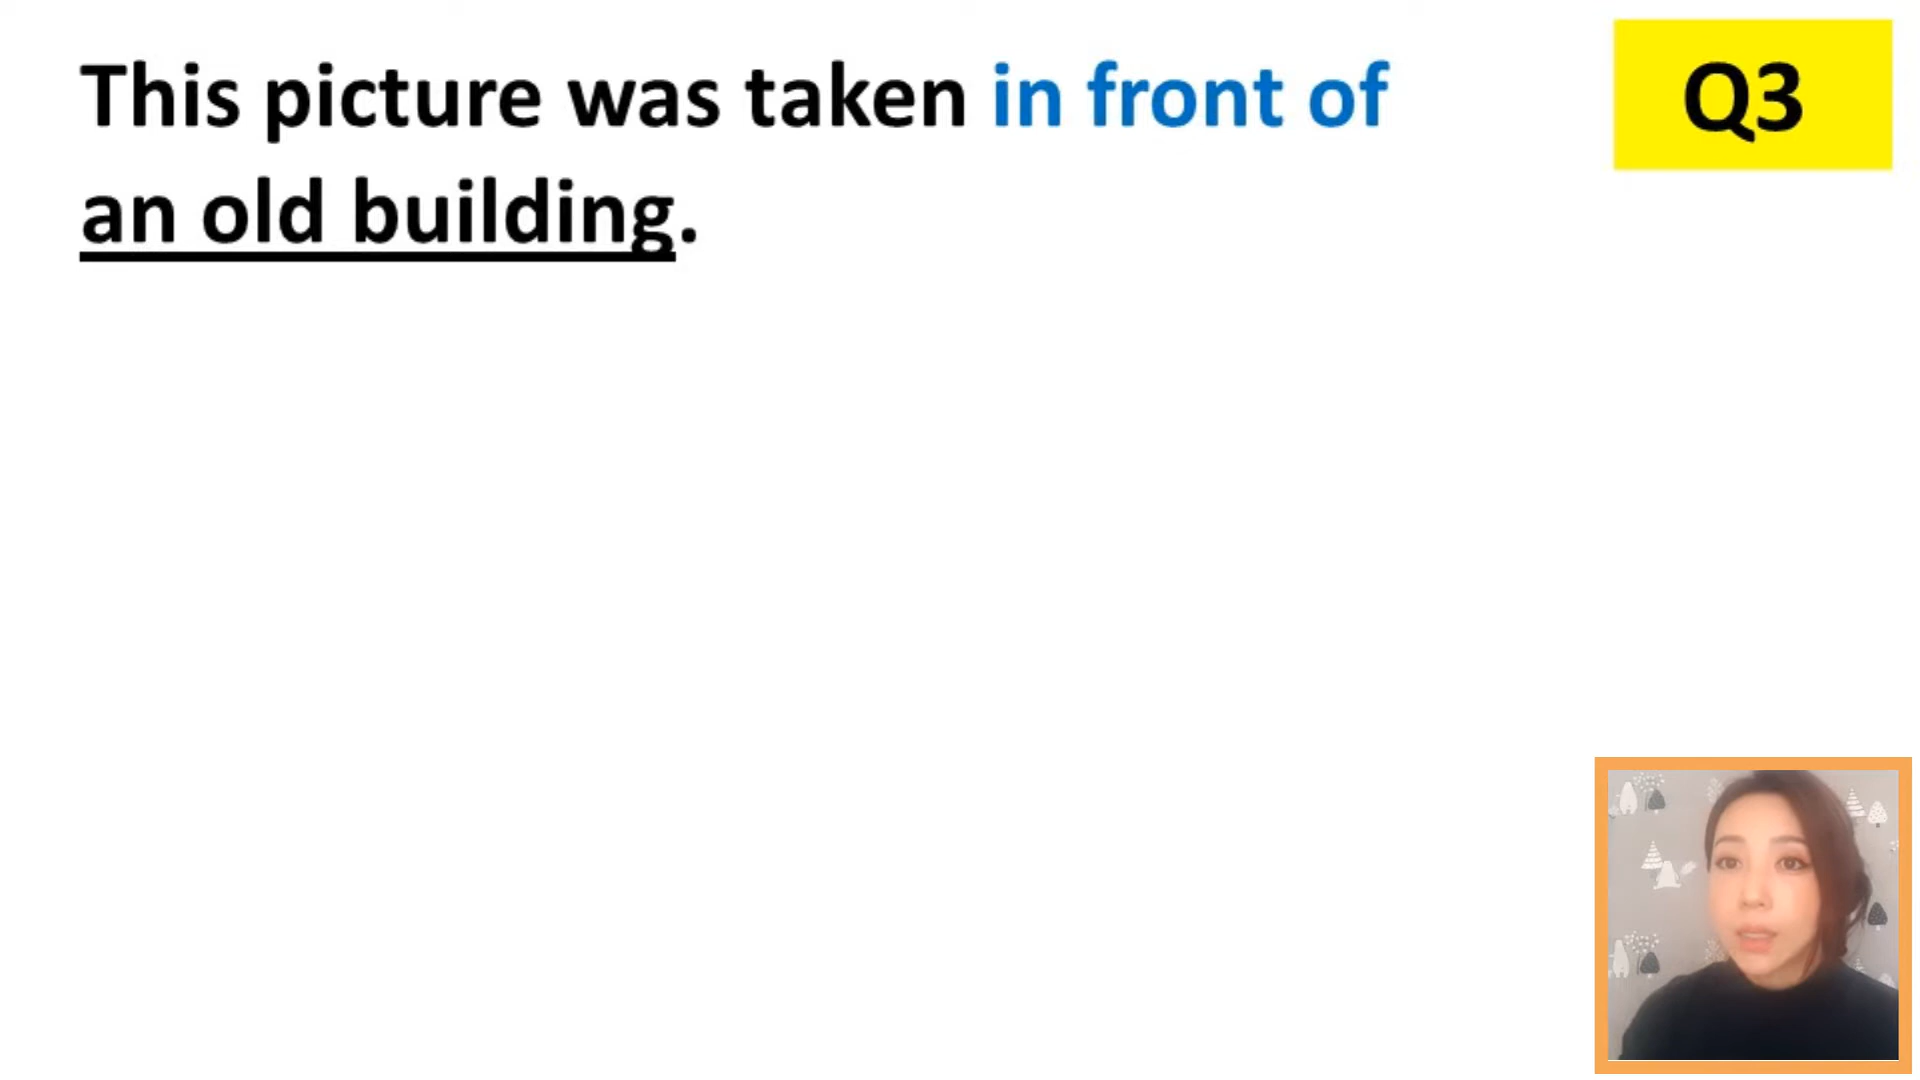 This picture was taken in front of
an old building.
Q3